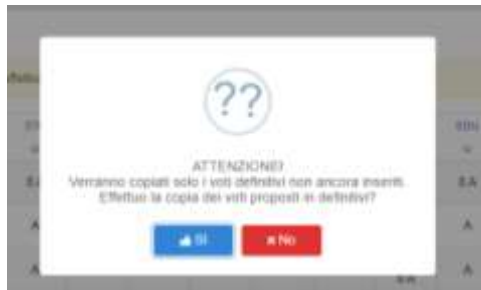 ??
ATTENZIONE!
Verranno copiati solo i voti definitivi non ancora inseriti.
Effettuo la copia dei voti proposti in definitivi?
Sì
No
A
A
A